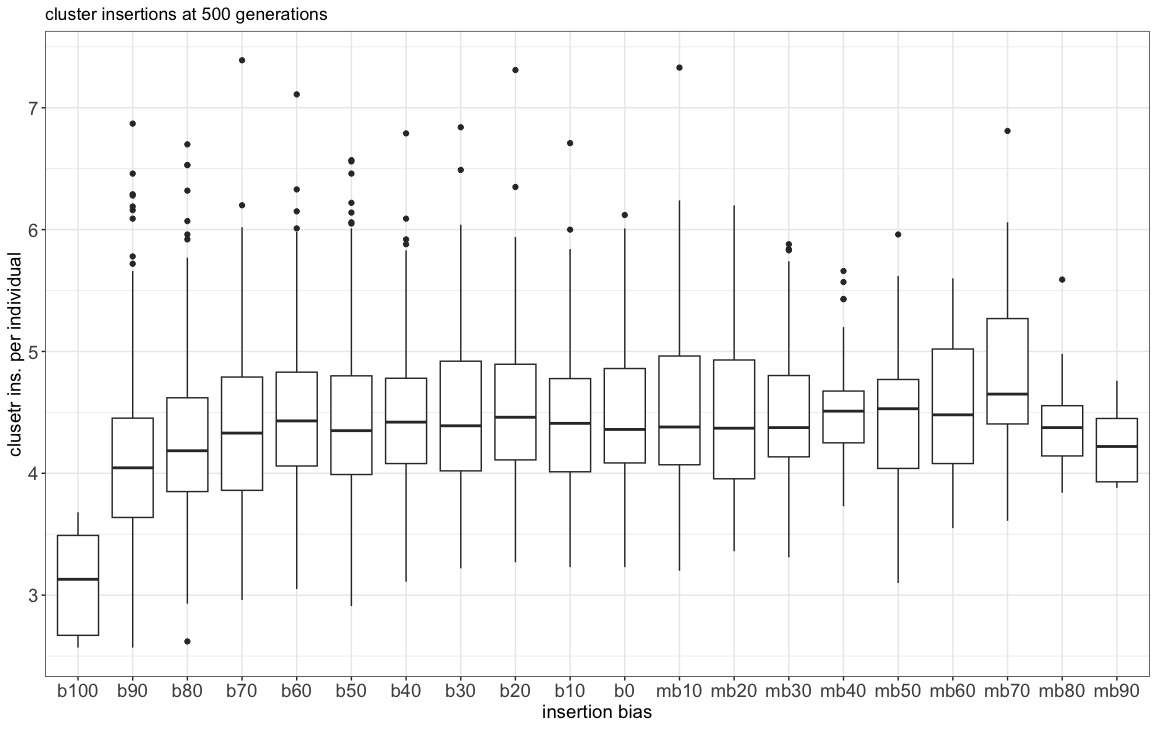 cluster insertions at 500 generations
clusetr ins. per individual
7
6
5
4
3
b100 b90 b80 b70 b60 b50 b40 b30 b20 b10 b0 mb10 mb20 mb30 mb40 mb50 mb60 mb70 mb80 mb90
insertion bias